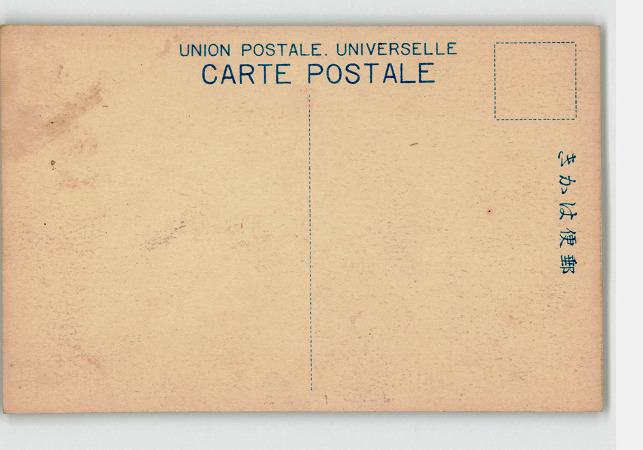 UNION POSTALE. UNIVERSELLE
CARTE POSTALE
きかは便郵